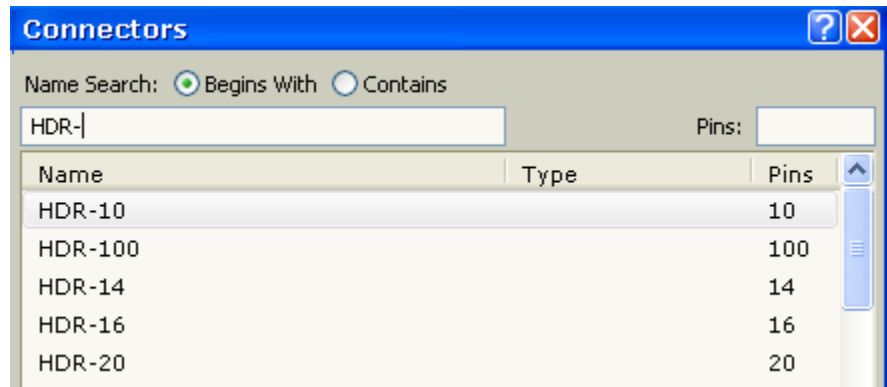 Connectors
Name Search: Begins With Contains
HDR- Pins:
Name Type Pins
HDR-10 10
HDR-100 100
HDR-14 14
HDR-16 16
HDR-20 20